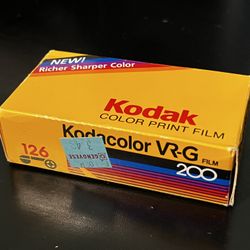 NEW!
Richer Sharper Color
Kodak
COLOR PRINT FILM
Kodacolor VR-G FILM
126
200